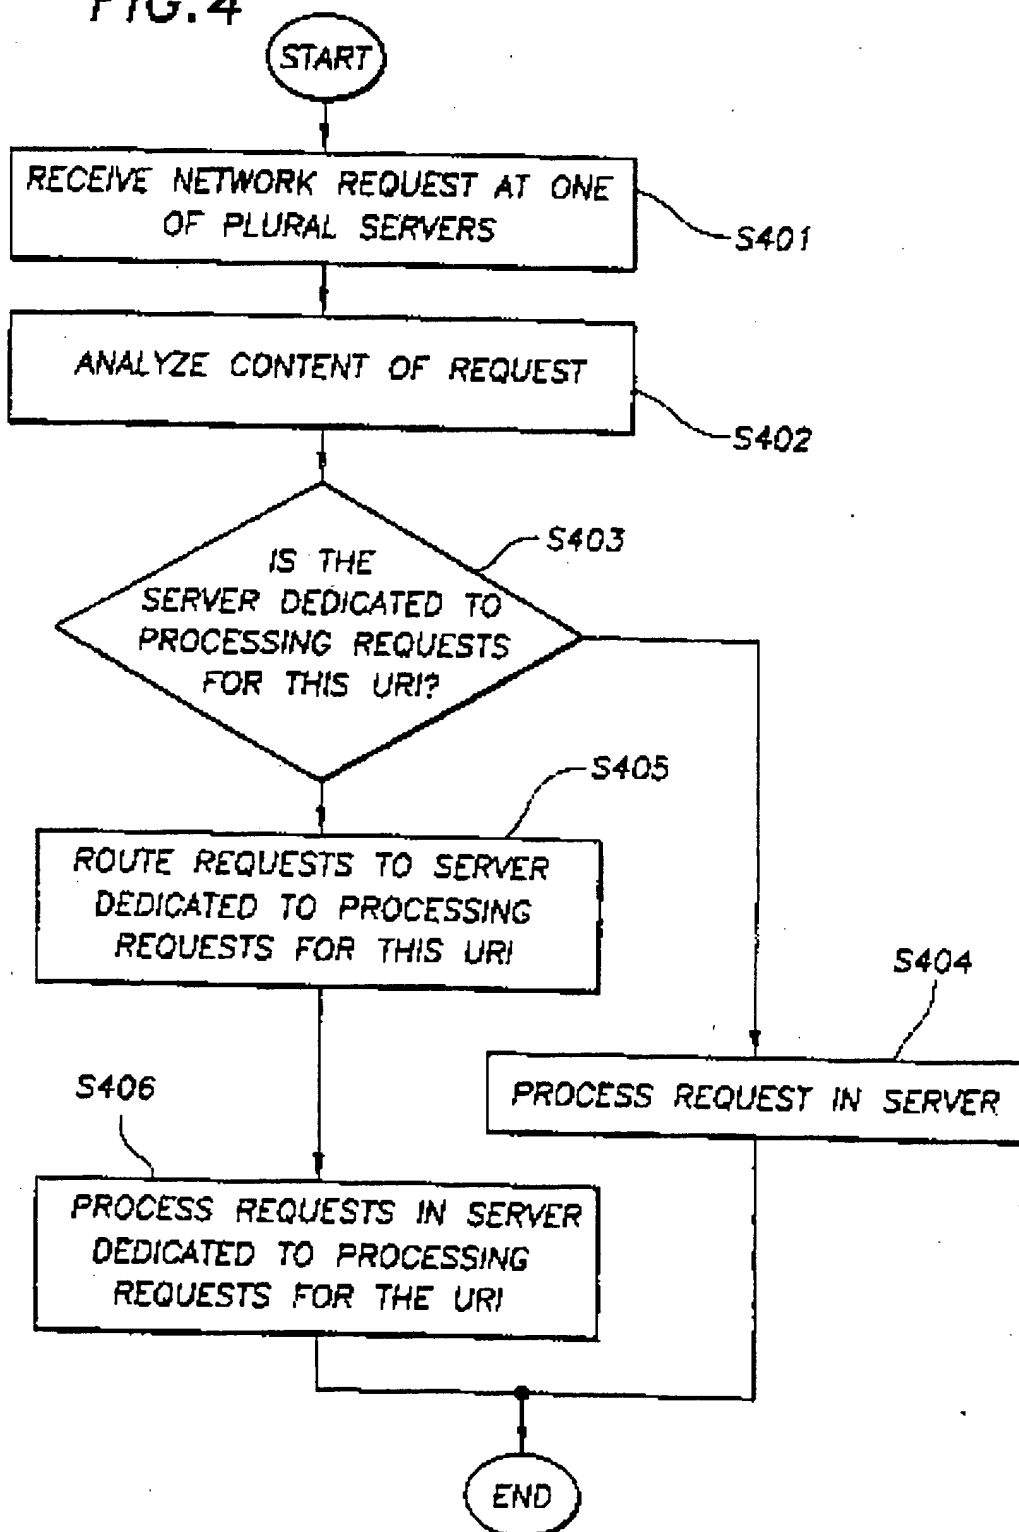 FIG. 4
START
RECEIVE NETWORK REQUEST AT ONE
OF PLURAL SERVERS
S401
ANALYZE CONTENT OF REQUEST
S402
IS THE
SERVER DEDICATED TO
PROCESSING REQUESTS
FOR THIS URI?
S403
S405
ROUTE REQUESTS TO SERVER
DEDICATED TO PROCESSING
REQUESTS FOR THIS URI
S404
PROCESS REQUEST IN SERVER
S406
PROCESS REQUESTS IN SERVER
DEDICATED TO PROCESSING
REQUESTS FOR THE URI
END